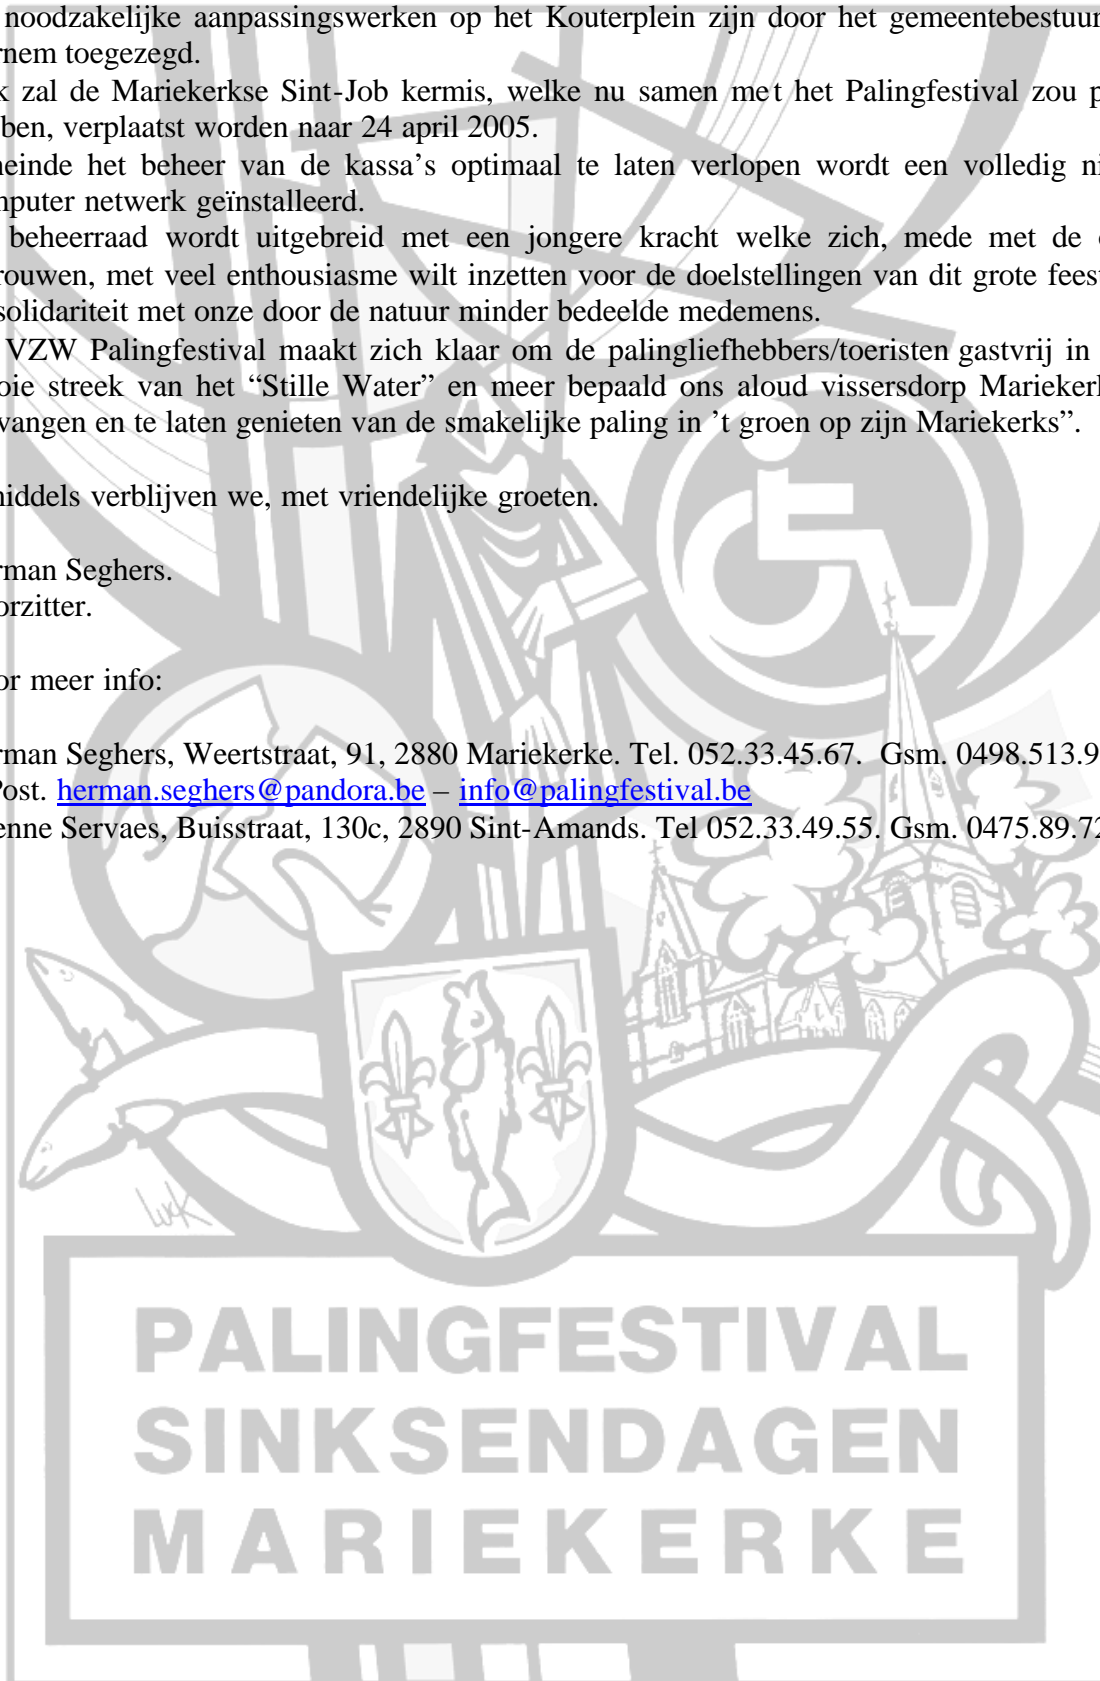 noodzakelijke aanpassingswerken op het Kouterplein zijn door het gemeentebestuur
rnem toegezegd.
k zal de Mariekerkse Sint-Job kermis, welke nu samen met het Palingfestival zou p
ben, verplaatst worden naar 24 april 2005.
neinde het beheer van de kassa's optimaal te laten verlopen wordt een volledig ni
mputer netwerk geïnstalleerd.
beheerraad wordt uitgebreid met een jongere kracht welke zich, mede met de
rouwen, met veel enthousiasme wilt inzetten voor de doelstellingen van dit grote feest
solidariteit met onze door de natuur minder bedeelde medemens.
VZW Palingfestival maakt zich klaar om de palingliefhebbers/toeristen gastvrij in
oie streek van het “Stille Water” en meer bepaald ons aloud vissersdorp Mariekerk
vangen en te laten genieten van de smakelijke paling in ’t groen op zijn Mariekerks”.
niddels verblijven we, met vriendelijke groeten.
rman Seghers.
orzitter.
or meer info:
rman Seghers, Weertstraat, 91, 2880 Mariekerke. Tel. 052.33.45.67. Gsm. 0498.513.9
Post. herman.seghers@pandora.be – info@palingfestival.be
enne Servaes, Buisstraat, 130c, 2890 Sint-Amands. Tel 052.33.49.55. Gsm. 0475.89.72
PALINGFESTIVAL
SINKSENDAGEN
MARIEKERKE